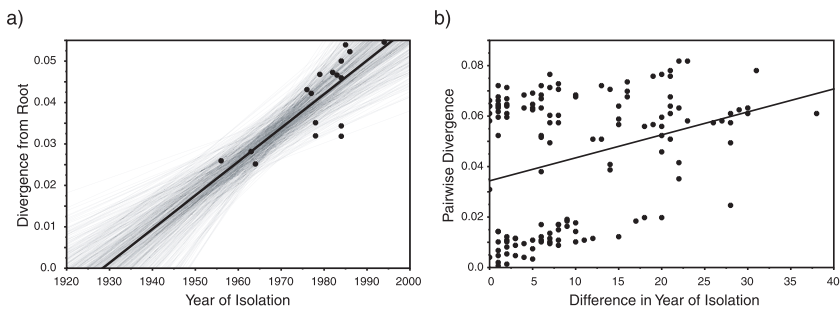 a)
0.05
0.04
0.03
0.02
0.01
0.0
Divergence from Root
1920 1930 1940 1950 1960 1970 1980 1990 2000
Year of Isolation
b)
0.08
0.06
0.04
0.02
0.0
Pairwise Divergence
0 5 10 15 20 25 30 35 40
Difference in Year of Isolation